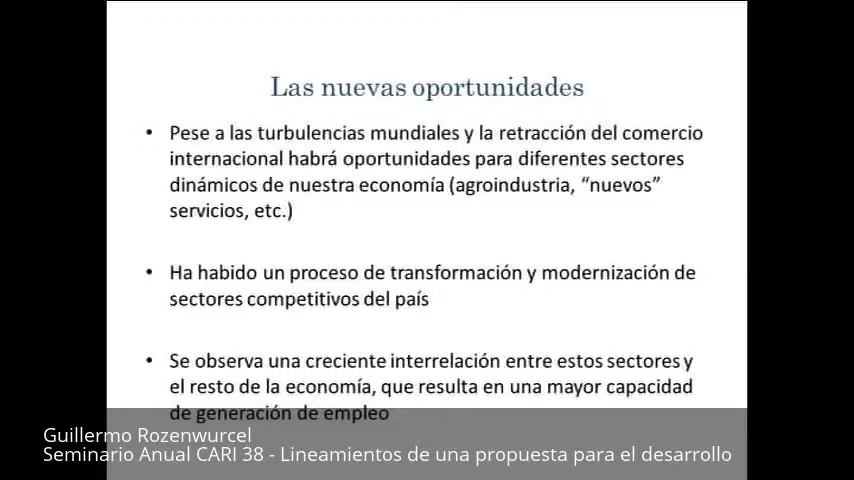 Las nuevas oportunidades
• Pese a las turbulencias mundiales y la retracción del comercio
internacional habrá oportunidades para diferentes sectores
dinámicos de nuestra economía (agroindustria, “nuevos”
servicios, etc.)
• Ha habido un proceso de transformación y modernización de
sectores competitivos del país
• Se observa una creciente interrelación entre estos sectores y
el resto de la economía, que resulta en una mayor capacidad
de generación de empleo
Guillermo Rozenwurcel
Seminario Anual CARI 38 - Lineamientos de una propuesta para el desarrollo